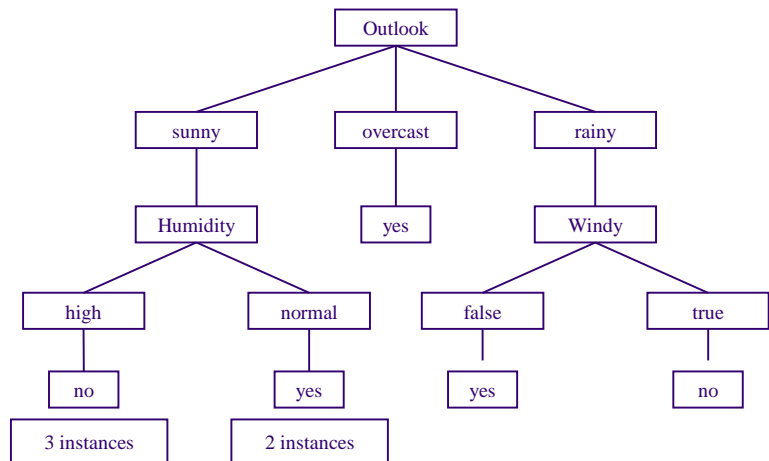 Outlook
sunny overcast rainy
Humidity yes Windy
high normal false true
no yes yes no
3 instances 2 instances